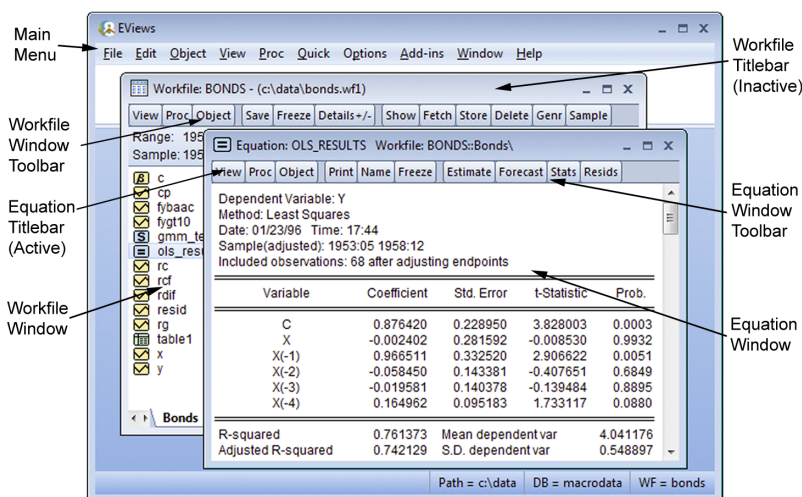 EViews
File Edit Object View Proc Quick Options Add-ins Window Help
Main
Menu
Workfile
Titlebar
(Inactive)
Workfile: BONDS - (c:\data\bonds.wf1)
View Proc Object Save Freeze Details+/- Show Fetch Store Delete Genr Sample
Range: 195
Sample: 195
Workfile
Window
Toolbar
Equation
Titlebar
(Active)
Workfile
Window
c
cp
fybaac
fygt10
gmm_te
ols_resu
rc
rcf
rdif
resid
rg
table1
x
y
Bonds
Equation: OLS_RESULTS Workfile: BONDS::Bonds\
View Proc Object Print Name Freeze Estimate Forecast Stats Resids
Equation
Window
Toolbar
Dependent Variable: Y
Method: Least Squares
Date: 01/23/96 Time: 17:44
Sample(adjusted): 1953:05 1958:12
Included observations: 68 after adjusting endpoints
Variable Coefficient Std. Error t-Statistic Prob.
C 0.876420 0.228950 3.828003 0.0003
X -0.002402 0.281592 -0.008530 0.9932
X(-1) 0.966511 0.332520 2.906622 0.0051
X(-2) -0.058450 0.143381 -0.407651 0.6849
X(-3) -0.019581 0.140378 -0.139484 0.8895
X(-4) 0.164962 0.095183 1.733117 0.0880
R-squared 0.761373 Mean dependent var 4.041176
Adjusted R-squared 0.742129 S.D. dependent var 0.548897
Equation
Window
Path = c:\data DB = macrodata WF = bonds